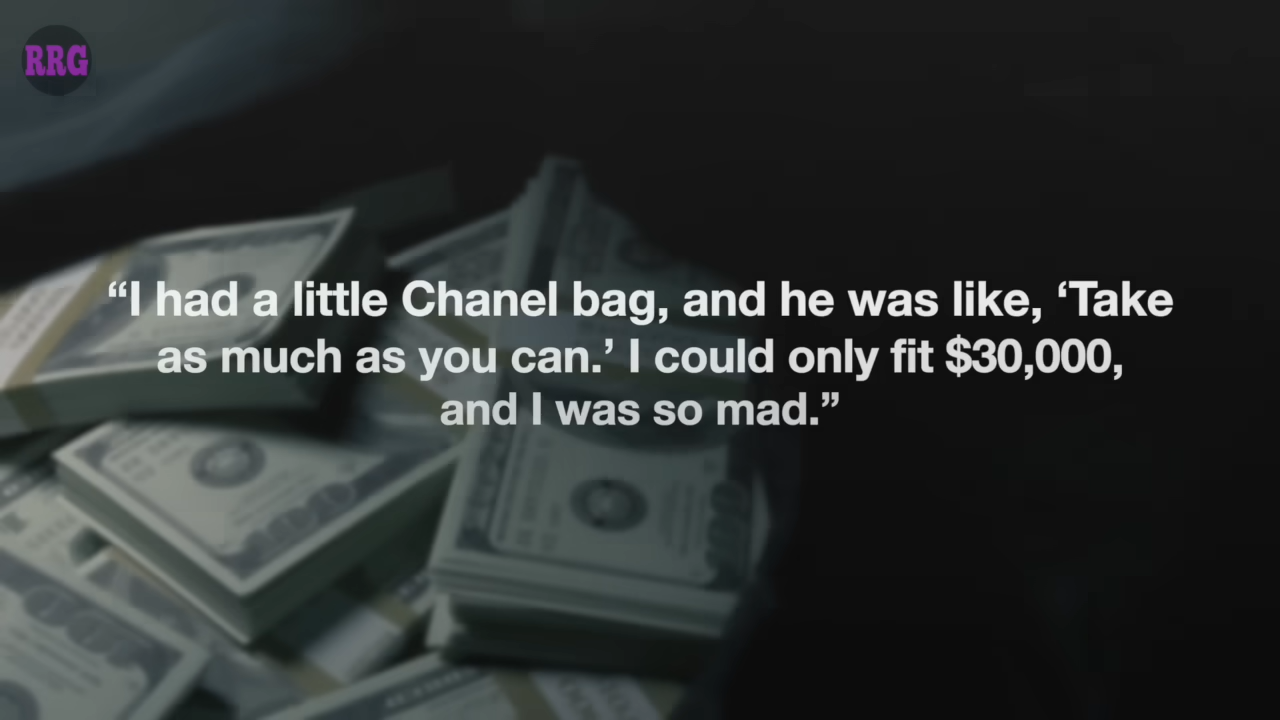 RRG
“I had a little Chanel bag, and he was like, ‘Take
as much as you can.’ I could only fit $30,000,
and I was so mad.”